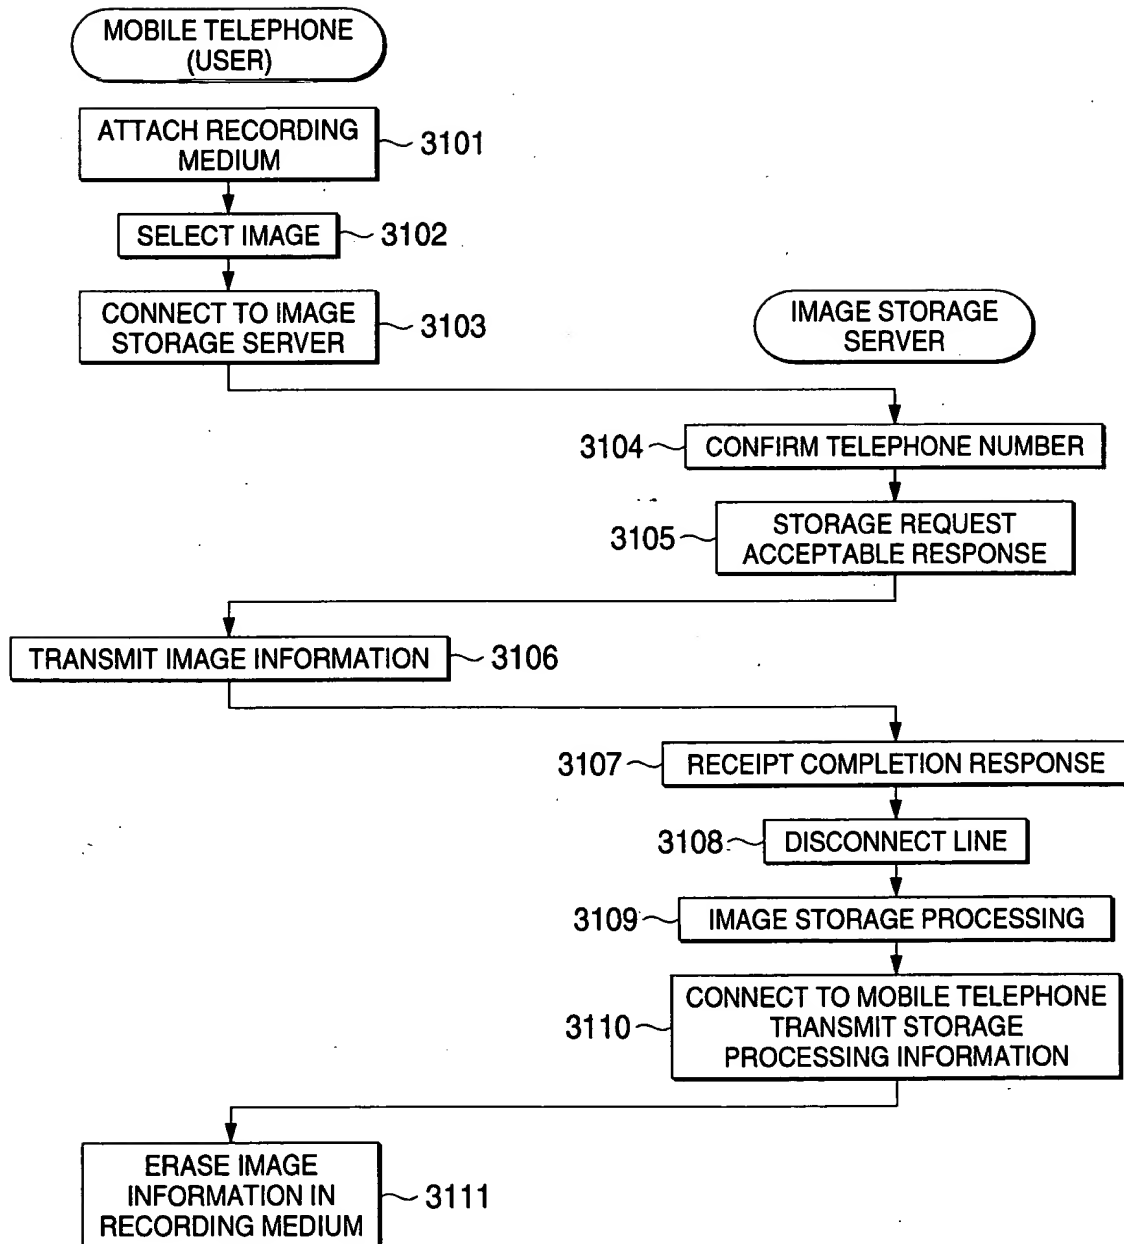 MOBILE TELEPHONE
(USER)
ATTACH RECORDING
MEDIUM
3101
SELECT IMAGE
3102
CONNECT TO IMAGE
STORAGE SERVER
3103
IMAGE STORAGE
SERVER
3104
CONFIRM TELEPHONE NUMBER
3105
STORAGE REQUEST
ACCEPTABLE RESPONSE
TRANSMIT IMAGE INFORMATION
3106
3107
RECEIPT COMPLETION RESPONSE
3108
DISCONNECT LINE
3109
IMAGE STORAGE PROCESSING
3110
CONNECT TO MOBILE TELEPHONE
TRANSMIT STORAGE
PROCESSING INFORMATION
ERASE IMAGE
INFORMATION IN
RECORDING MEDIUM
3111